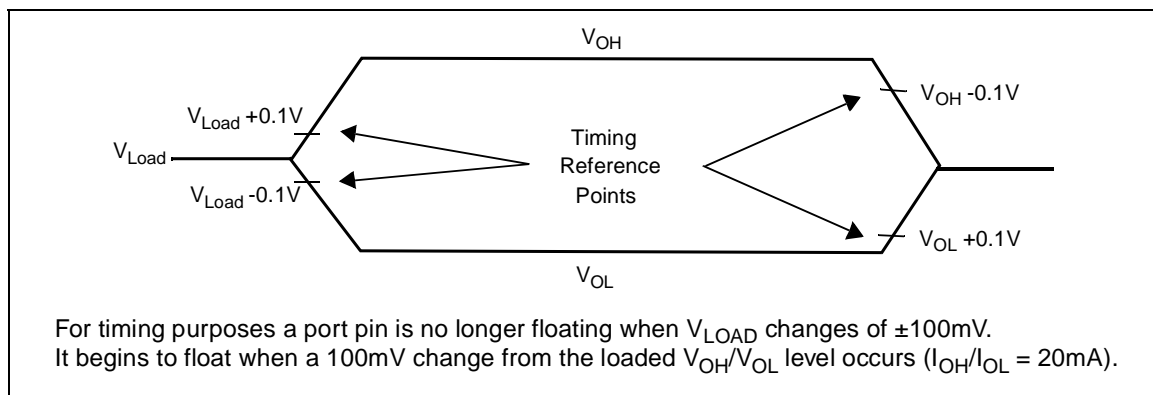 VOH
VLoad +0.1V
VOH -0.1V
Timing
VLoad
Reference
VLoad -0.1V
Points
VOL +0.1V
VOL
For timing purposes a port pin is no longer floating when VLOAD changes of ±100mV.
It begins to float when a 100mV change from the loaded VOH/VOL level occurs (IOH/IOL = 20mA).